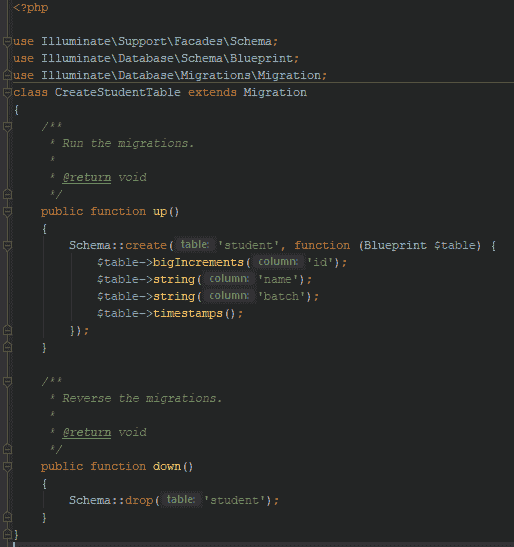 <?php
use Illuminate\Support\Facades\Schema;
use Illuminate\Database\Schema\Blueprint;
use Illuminate\Database\Migrations\Migration;
class CreateStudentTable extends Migration
{
    /**
     * Run the migrations.
     *
     * @return void
     */
    public function up()
    {
        Schema::create( table: 'student', function (Blueprint $table) {
            $table->bigIncrements( column: 'id');
            $table->string( column: 'name');
            $table->string( column: 'batch');
            $table->timestamps();
        });
    }
    /**
     * Reverse the migrations.
     *
     * @return void
     */
    public function down()
    {
        Schema::drop( table: 'student');
    }
}